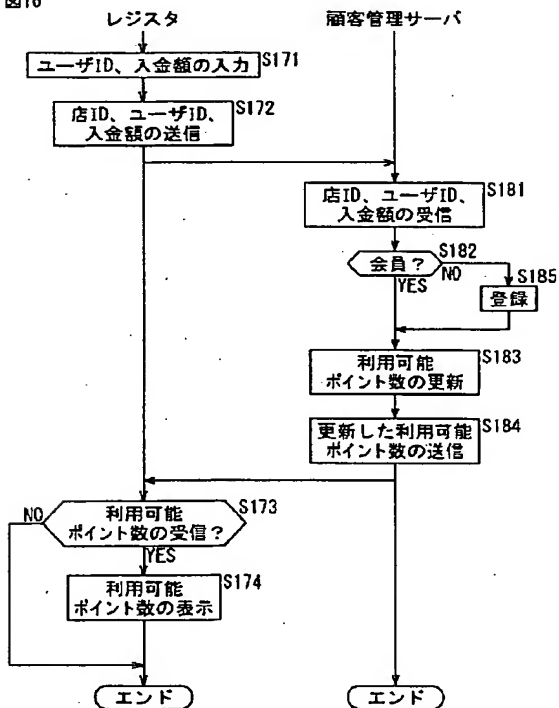 図16
レジスタ
顧客管理サーバ
ユーザID、入金額の入力
S171
店ID、ユーザID、
入金額の送信
S172
店ID、ユーザID、
入金額の受信
S181
会員？
S182
NO
YES
S185
登録
利用可能
ポイント数の更新
S183
更新した利用可能
ポイント数の送信
S184
NO
利用可能
ポイント数の受信？
S173
YES
利用可能
ポイント数の表示
S174
エンド
エンド